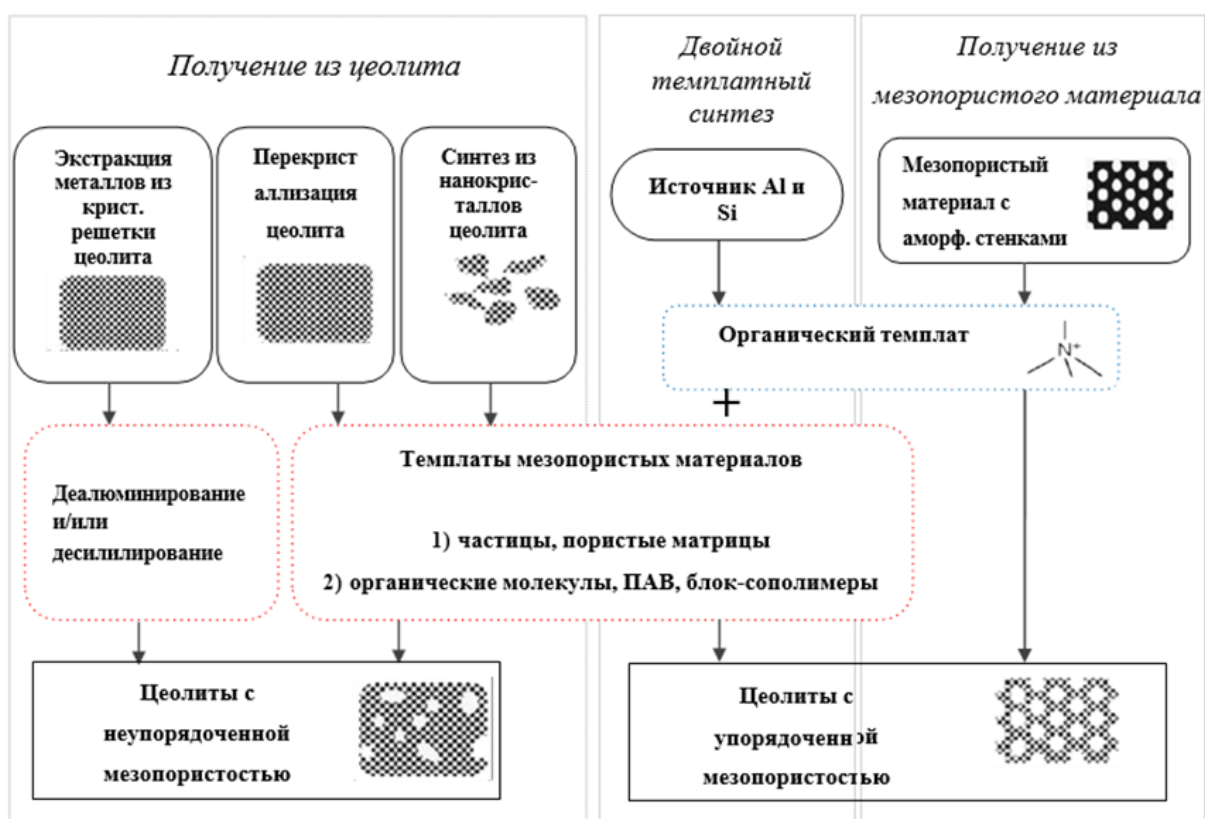 Получение из цеолита
Двойной
темплатный
синтез
Получение из
мезопористого материала
Экстракция
металлов из
крист.
решетки
цеолита
Перекрист
аллизация
цеолита
Синтез из
нанокрис-
таллов
цеолита
Источник Al и
Si
Мезопористый
материал с
аморф. стенками
Органический темплат
N+
+
Деалюминирование
и/или
десилилирование
Темплаты мезопористых материалов
1) частицы, пористые матрицы
2) органические молекулы, ПАВ, блок-сополимеры
Цеолиты с
неупорядоченной
мезопористостью
Цеолиты с
упорядоченной
мезопористостью